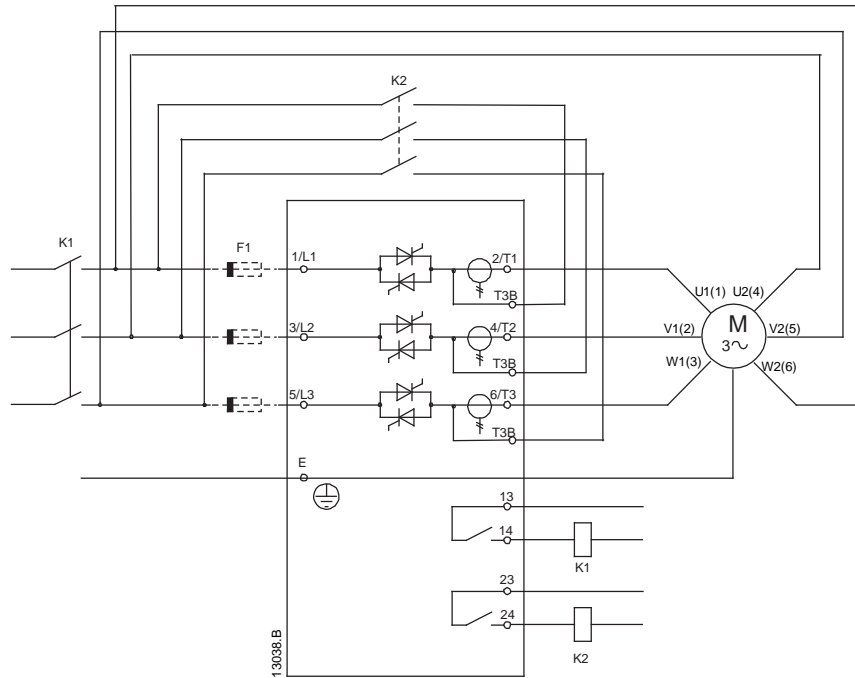 K2
K1
F1
1/L1
2/T1
T3B
U1(1)
U2(4)
3/L2
4/T2
T3B
V1(2)
M
3~
V2(5)
W1(3)
W2(6)
5/L3
6/T3
T3B
E
13
14
K1
23
24
K2
13038.B